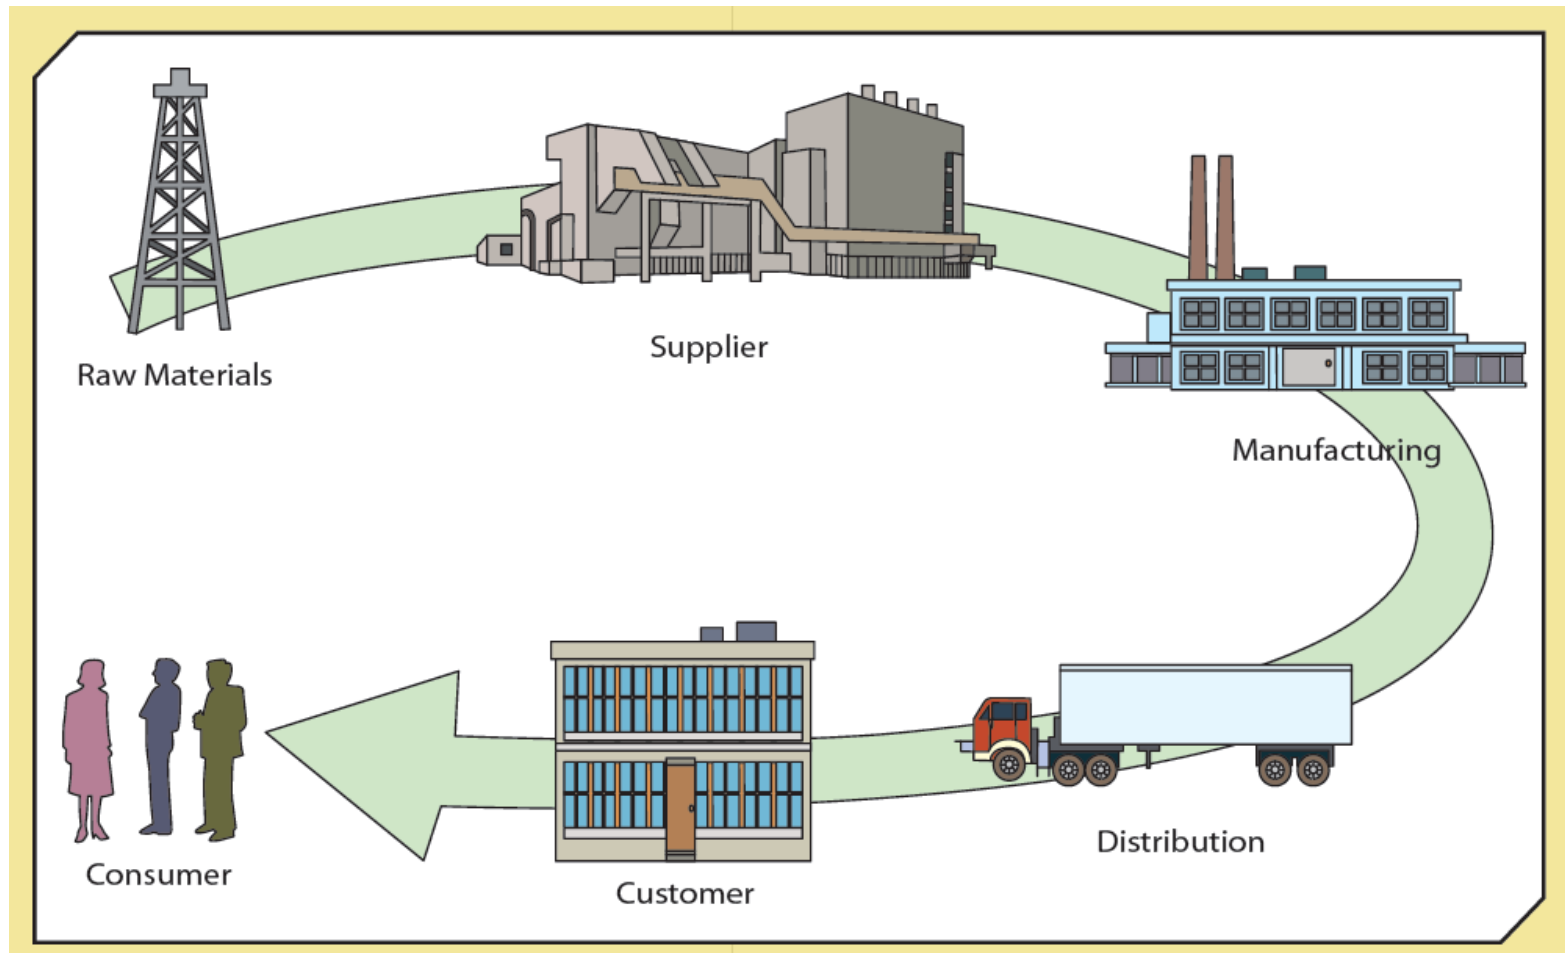 Raw Materials
Supplier
Manufacturing
Distribution
Customer
Consumer